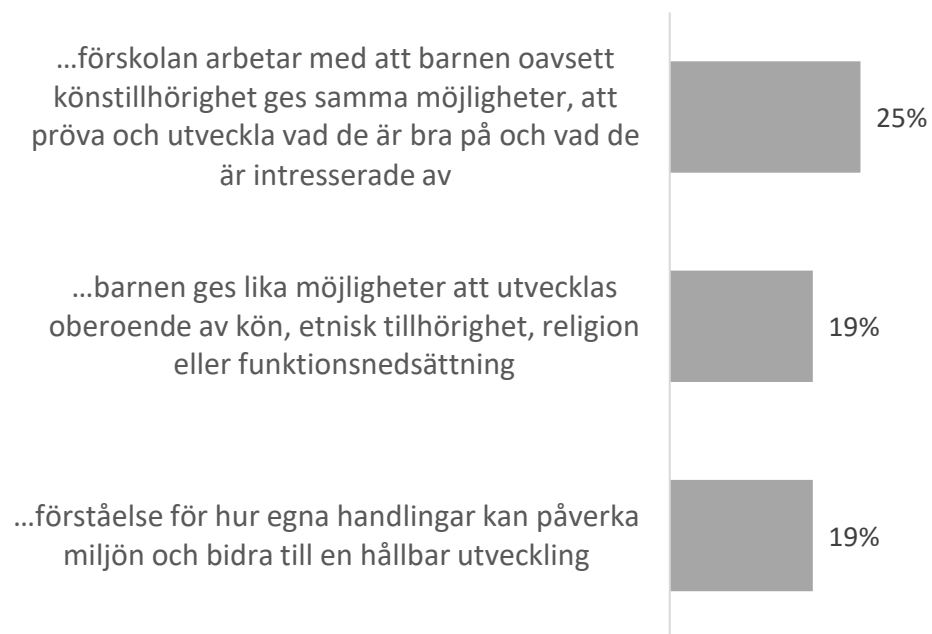 …förskolan arbetar med att barnen oavsett
könstillhörighet ges samma möjligheter, att
pröva och utveckla vad de är bra på och vad de
är intresserade av
25%
…barnen ges lika möjligheter att utvecklas
oberoende av kön, etnisk tillhörighet, religion
eller funktionsnedsättning
19%
…förståelse för hur egna handlingar kan påverka
miljön och bidra till en hållbar utveckling
19%